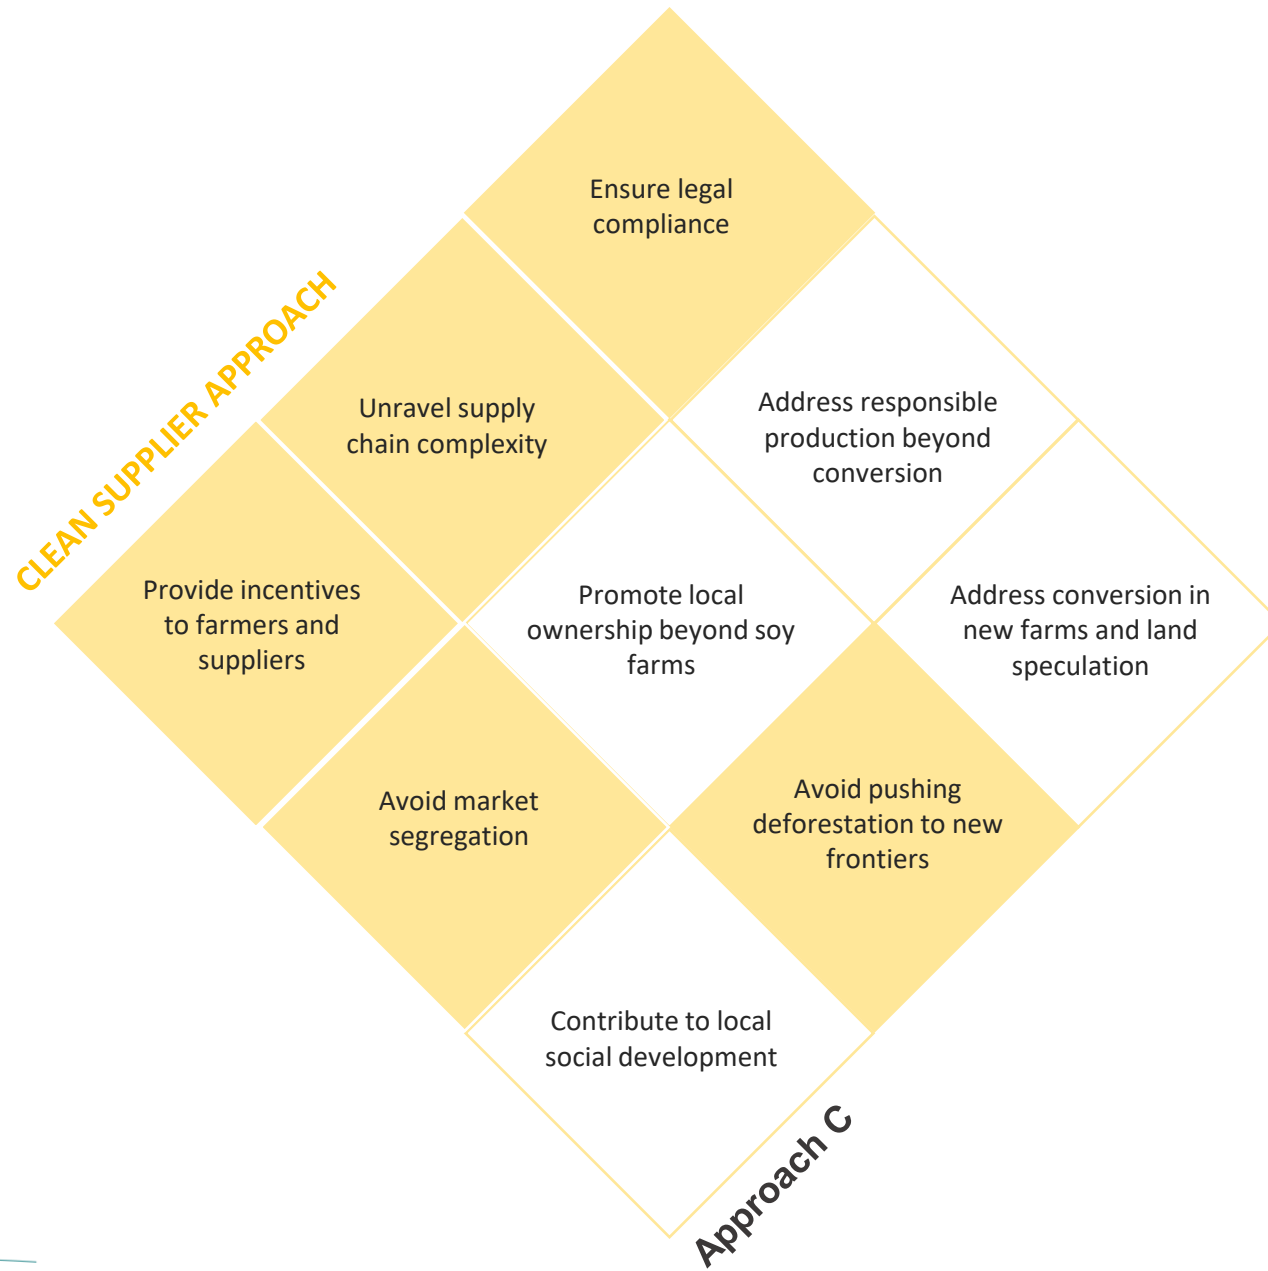 Ensure legal
compliance
CLEAN SUPPLIER APPROACH
Unravel supply
chain complexity
Address responsible
production beyond
conversion
Provide incentives
to farmers and
suppliers
Promote local
ownership beyond soy
farms
Address conversion in
new farms and land
speculation
Avoid market
segregation
Avoid pushing
deforestation to new
frontiers
Contribute to local
social development
Approach C